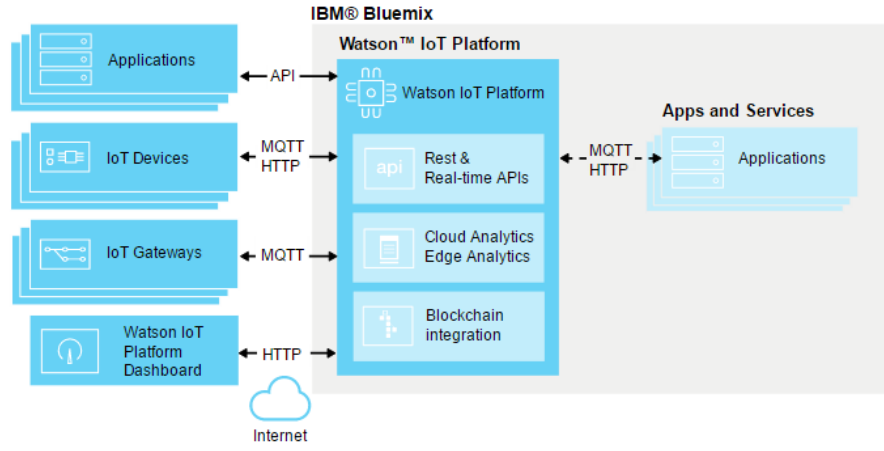 IBM® Bluemix
Watson™ IoT Platform
Applications
API
Watson IoT Platform
Apps and Services
IoT Devices
MQTT
HTTP
api
Rest &
Real-time APIs
MQTT
HTTP
Applications
IoT Gateways
MQTT
Cloud Analytics
Edge Analytics
Watson IoT
Platform
Dashboard
HTTP
Blockchain
integration
Internet